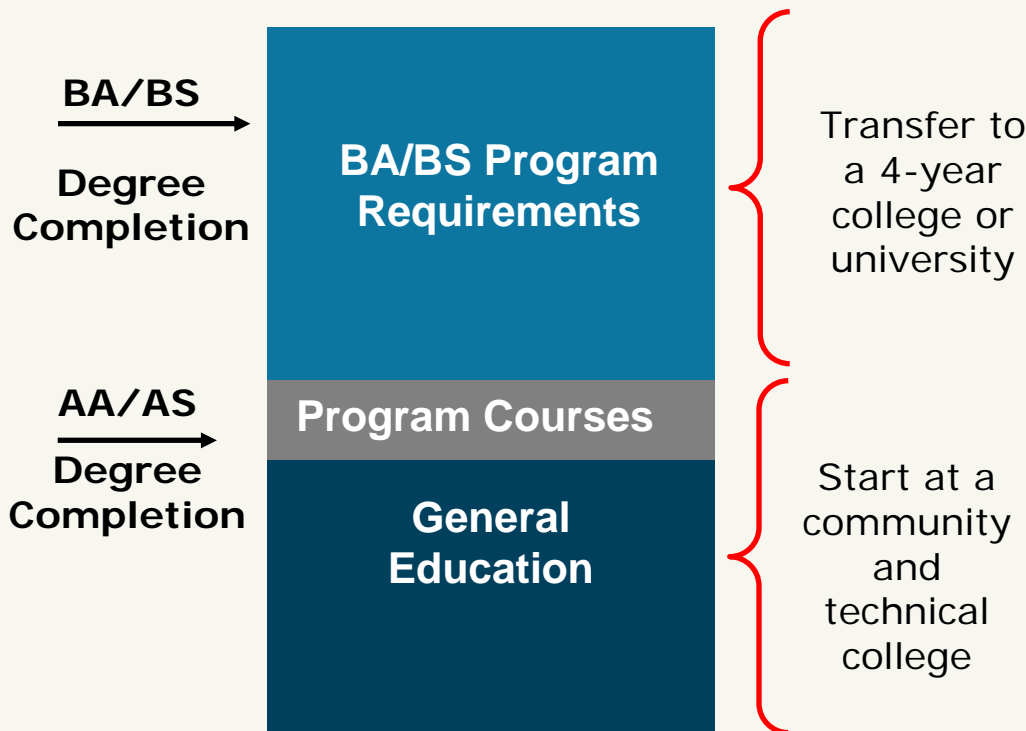 BA/BS
Degree
Completion
BA/BS Program
Requirements
Transfer to
a 4-year
college or
university
AA/AS
Degree
Completion
Program Courses
General
Education
Start at a
community
and
technical
college